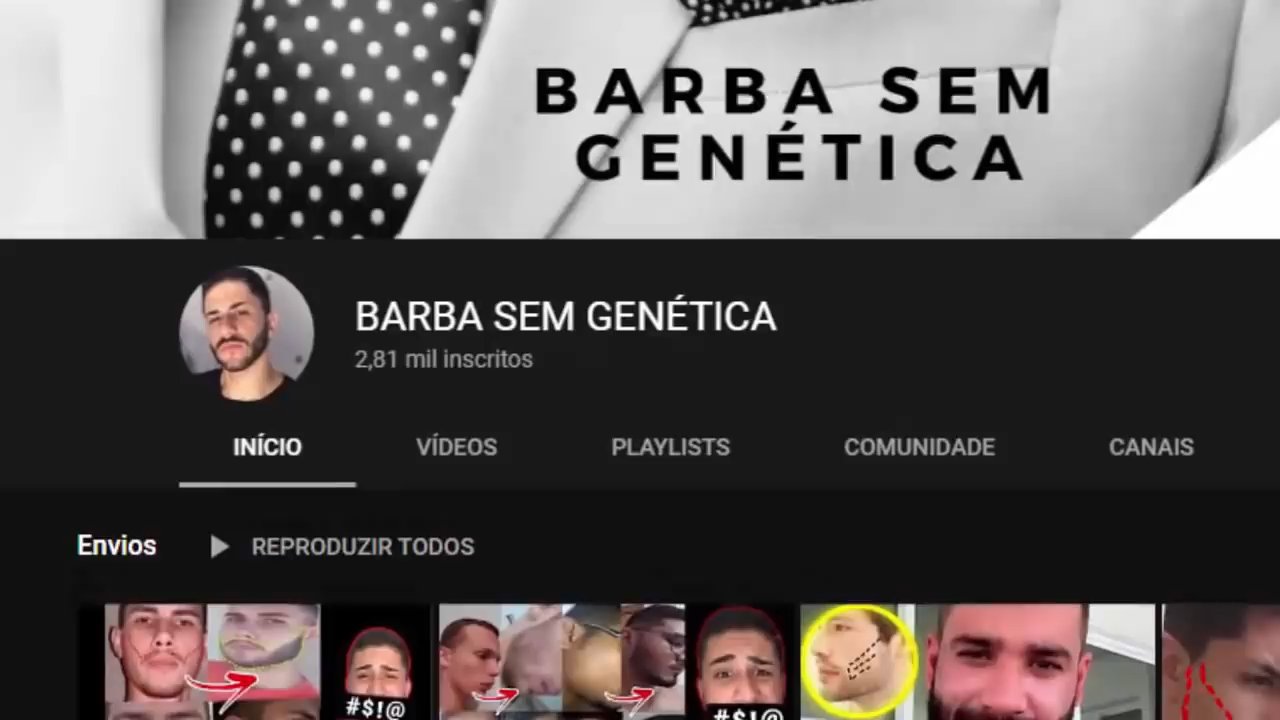 BARBA SEM
GENÉTICA
BARBA SEM GENÉTICA
2,81 mil inscritos
INÍCIO VÍDEOS PLAYLISTS COMUNIDADE CANAIS
Envios REPRODUZIR TODOS
#$!@ #$!@